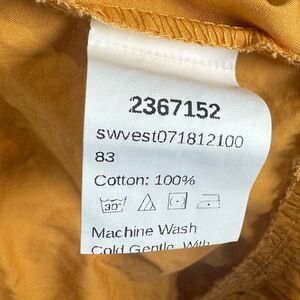 2367152
swvest071812100
83
Cotton: 100%
30°
Machine Wash
Cold Gentle, With